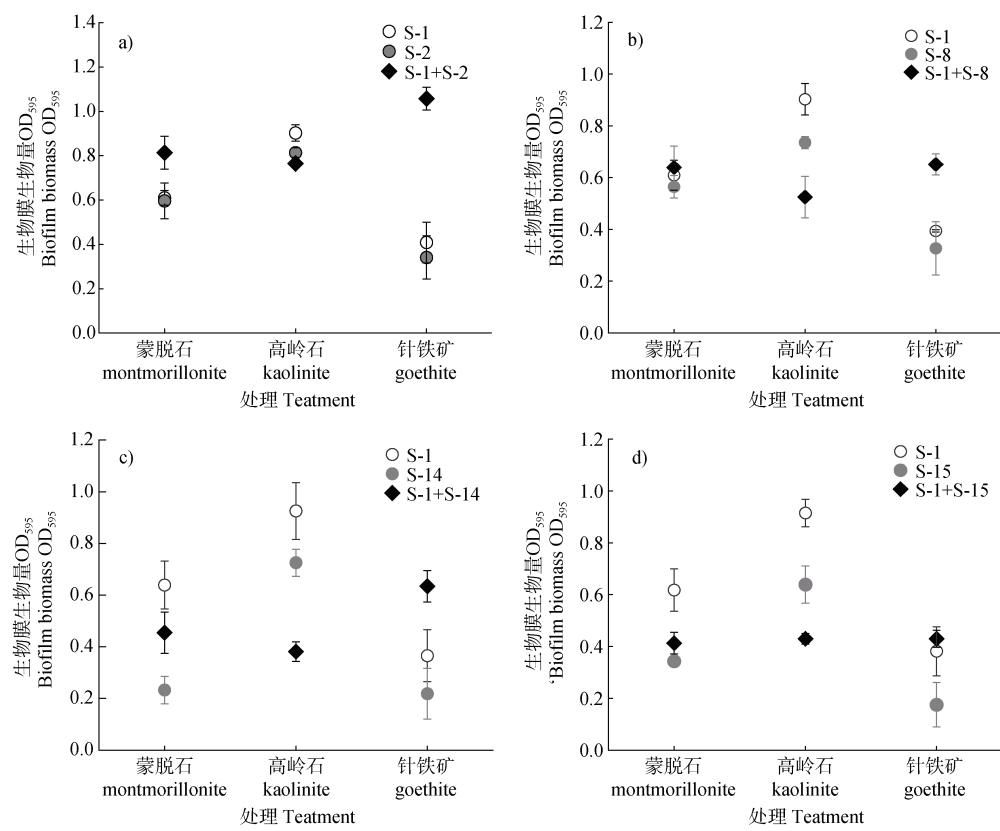 a)
S-1
S-2
S-1+S-2
1.4
1.2
1.0
0.8
0.6
0.4
0.2
0.0
生物膜生物量OD595
Biofilm biomass OD595
蒙脱石 高岭石 针铁矿
montmorillonite kaolinite goethite
处理 Teatment
b)
S-1
S-8
S-1+S-8
1.2
1.0
0.8
0.6
0.4
0.2
0.0
生物膜生物量OD595
Biofilm biomass OD595
蒙脱石 高岭石 针铁矿
montmorillonite kaolinite goethite
处理 Teatment
c)
S-1
S-14
S-1+S-14
1.2
1.0
0.8
0.6
0.4
0.2
0.0
生物膜生物量OD595
Biofilm biomass OD595
蒙脱石 高岭石 针铁矿
montmorillonite kaolinite goethite
处理 Teatment
d)
S-1
S-15
S-1+S-15
1.2
1.0
0.8
0.6
0.4
0.2
0.0
生物膜生物量OD595
‘Biofilm biomass OD595
蒙脱石 高岭石 针铁矿
montmorillonite kaolinite goethite
处理 Teatment